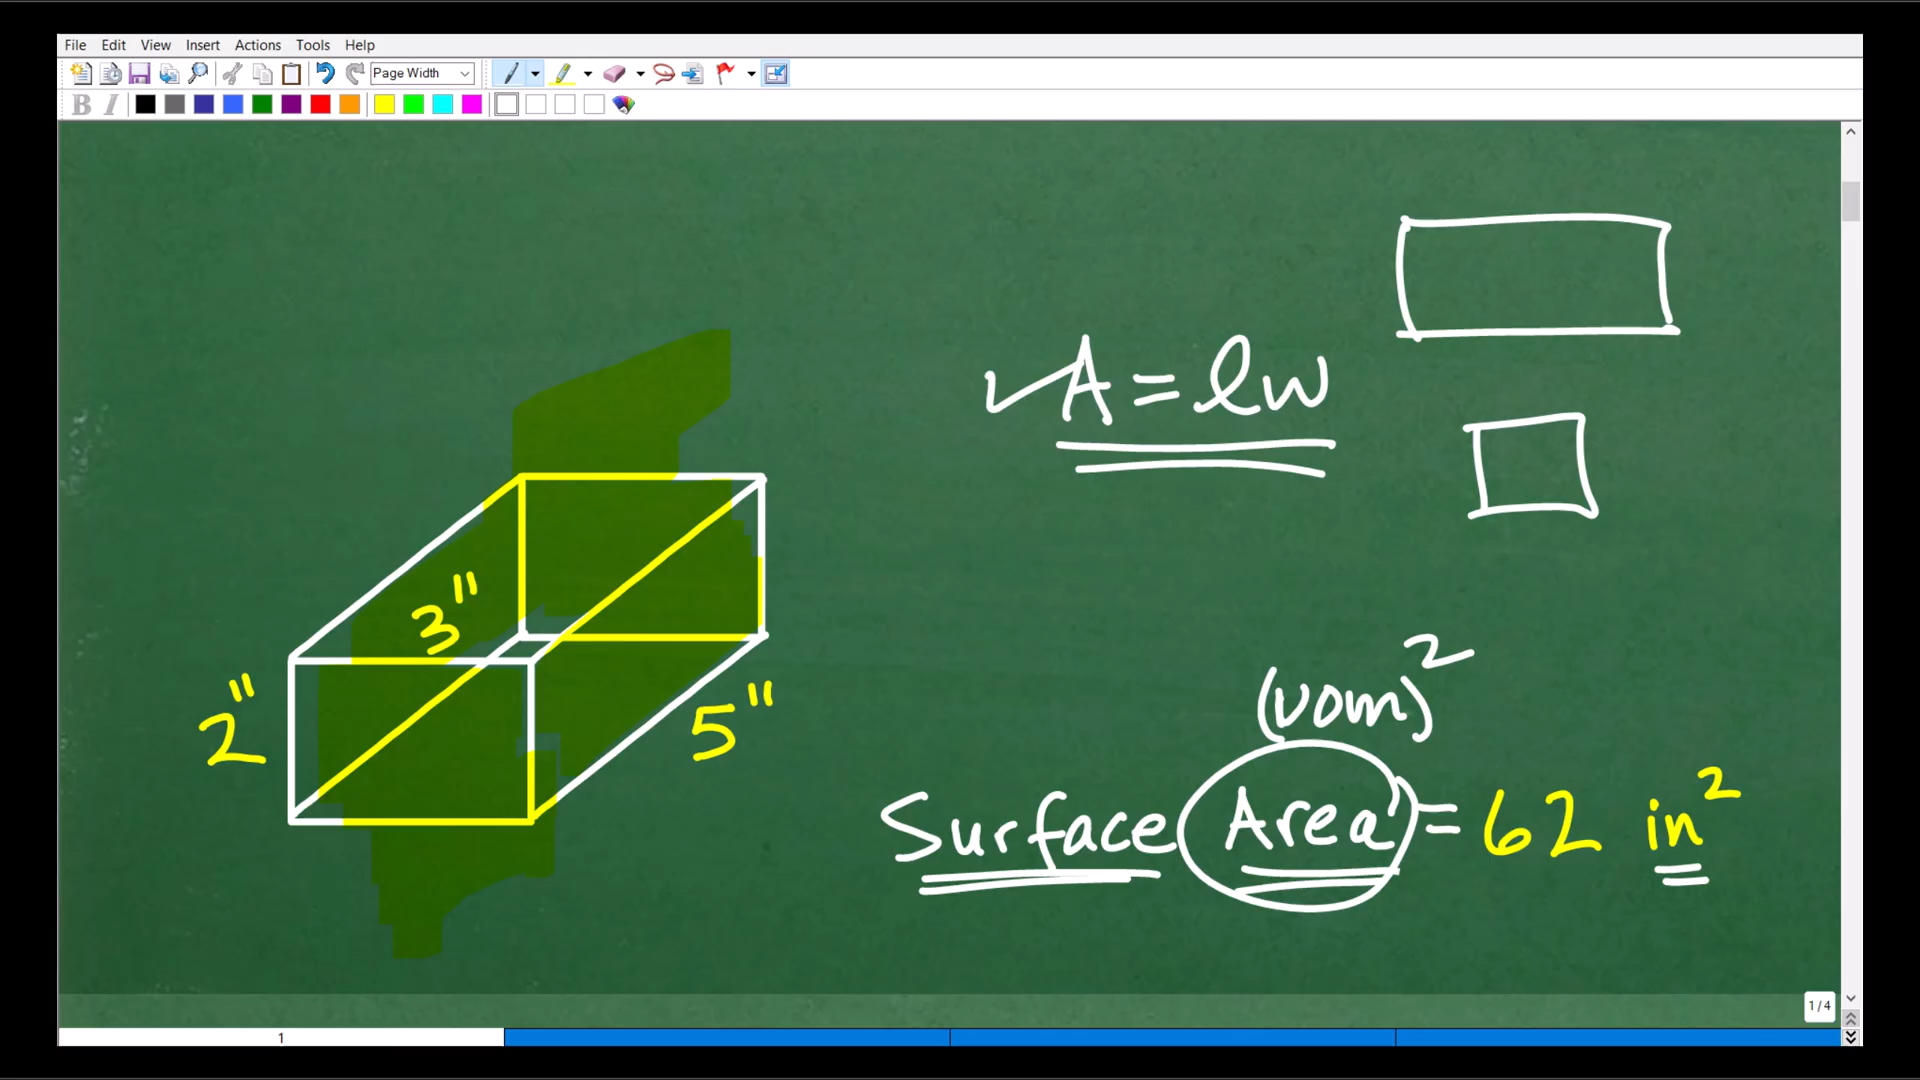 File Edit View Insert Actions Tools Help
Page Width
B I
A = lw
3"
2"
5"
(uom)²
Surface Area = 62 in²
1/4
1